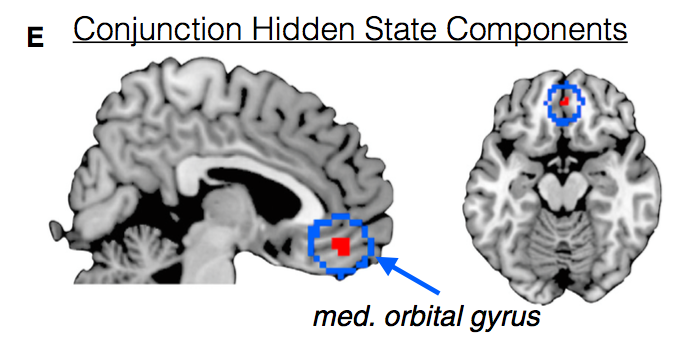 E Conjunction Hidden State Components
med. orbital gyrus